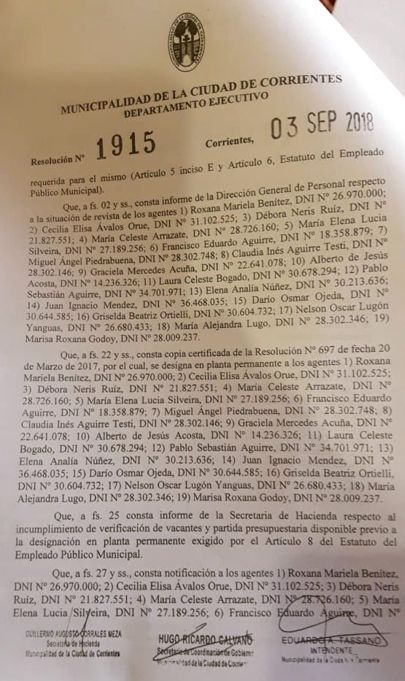 MUNICIPALIDAD DE LA CIUDAD DE CORRIENTES
DEPARTAMENTO EJECUTIVO
Resolución Nº 1915 Corrientes, 03 SEP 2018
requerida para el mismo (Artículo 5 inciso E y Artículo 6, Estatuto del Empleado
Público Municipal).
Que, a fs. 02 y ss., consta informe de la Dirección General de Personal respecto
a la situación de revista de los agentes 1) Roxana Mariela Benitez, DNI Nº 26.970.000;
2) Cecilia Elisa Ávalos Orue, DNI Nº 31.102.525; 3) Débora Neris Ruíz, DNI Nº
21.827.551; 4) María Celeste Arrazate, DNI Nº 28.726.160; 5) María Elena Lucia
Silveira, DNI Nº 27.189.256; 6) Francisco Eduardo Aguirre, DNI Nº 18.358.879; 7)
Miguel Ángel Piedrabuena, DNI Nº 28.302.748; 8) Claudia Inés Aguirre Testi, DNI Nº
28.302.146; 9) Graciela Mercedes Acuña, DNI Nº 22.641.078; 10) Alberto de Jesús
Acosta, DNI Nº 14.236.326; 11) Laura Celeste Bogado, DNI Nº 30.678.294; 12) Pablo
Sebastián Aguirre, DNI Nº 34.701.971; 13) Elena Analía Núñez, DNI Nº 30.213.636;
14) Juan Ignacio Mendez, DNI Nº 36.468.035; 15) Darío Osmar Ojeda, DNI Nº
30.644.585; 16) Griselda Beatriz Ortielli, DNI Nº 30.604.732; 17) Nelson Oscar Lugón
Yanguas, DNI Nº 26.680.433; 18) María Alejandra Lugo, DNI Nº 28.302.346; 19)
Marisa Roxana Godoy, DNI Nº 28.009.237.
Que, a fs. 22 y ss., consta copia certificada de la Resolución Nº 697 de fecha 20
de Marzo de 2017, por el cual, se designa en planta permanente a los agentes 1) Roxana
Mariela Benitez, DNI Nº 26.970.000; 2) Cecilia Elisa Ávalos Orue, DNI Nº 31.102.525;
3) Débora Neris Ruíz, DNI Nº 21.827.551; 4) Maria Celeste Arrazate, DNI Nº
28.726.160; 5) María Elena Lucia Silveira, DNI Nº 27.189.256; 6) Francisco Eduardo
Aguirre, DNI Nº 18.358.879; 7) Miguel Ángel Piedrabuena, DNI Nº 28.302.748; 8)
Claudia Inés Aguirre Testi, DNI Nº 28.302.146; 9) Graciela Mercedes Acuña, DNI Nº
22.641.078; 10) Alberto de Jesús Acosta, DNI Nº 14.236.326; 11) Laura Celeste
Bogado, DNI Nº 30.678.294; 12) Pablo Sebastián Aguirre, DNI Nº 34.701.971; 13)
Elena Analía Núñez, DNI Nº 30.213.636; 14) Juan Ignacio Mendez, DNI Nº
36.468.035; 15) Darío Osmar Ojeda, DNI Nº 30.644.585; 16) Griselda Beatriz Ortielli,
DNI Nº 30.604.732; 17) Nelson Oscar Lugón Yanguas, DNI Nº 26.680.433; 18) María
Alejandra Lugo, DNI Nº 28.302.346; 19) Marisa Roxana Godoy, DNI Nº 28.009.237.
Que, a fs. 25 consta informe de la Secretaria de Hacienda respecto al
incumplimiento de verificación de vacantes y partida presupuestaria disponible previo a
la designación en planta permanente exigido por el Artículo 8 del Estatuto del
Empleado Público Municipal.
Que, a fs. 27 y ss., consta notificación a los agentes 1) Roxana Mariela Benítez,
DNI Nº 26.970.000; 2) Cecilia Elisa Ávalos Orue, DNI Nº 31.102.525; 3) Débora Neris
Ruíz, DNI Nº 21.827.551; 4) María Celeste Arrazate, DNI Nº 28.726.160; 5) María
Elena Lucia Silveira, DNI Nº 27.189.256; 6) Francisco Eduardo Aguirre, DNI Nº
GUILLERMO AUGUSTO CORRALES MEZA
Secretaría de Hacienda
Municipalidad de la Ciudad de Corrientes
HUGO RICARDO CALVANO
Secretario de Coordinación de Gobierno
Municipalidad de la Ciudad de Corrientes
EDUARDO A. TASSANO
INTENDENTE
Municipalidad de la Ciudad de Corrientes